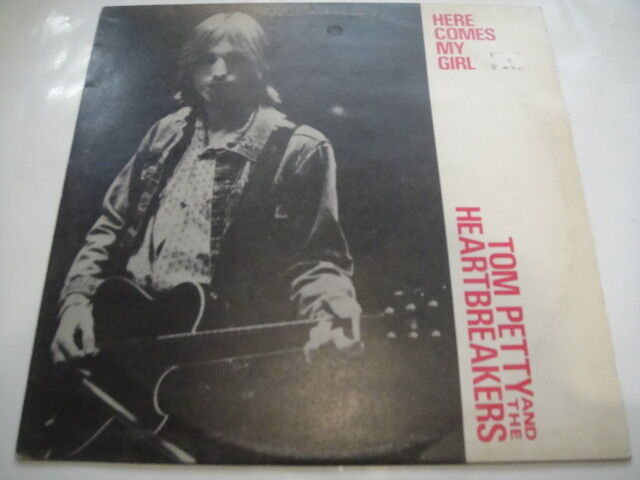 HERE
COMES
MY
GIRL
TOM PETTY AND THE
HEARTBREAKERS